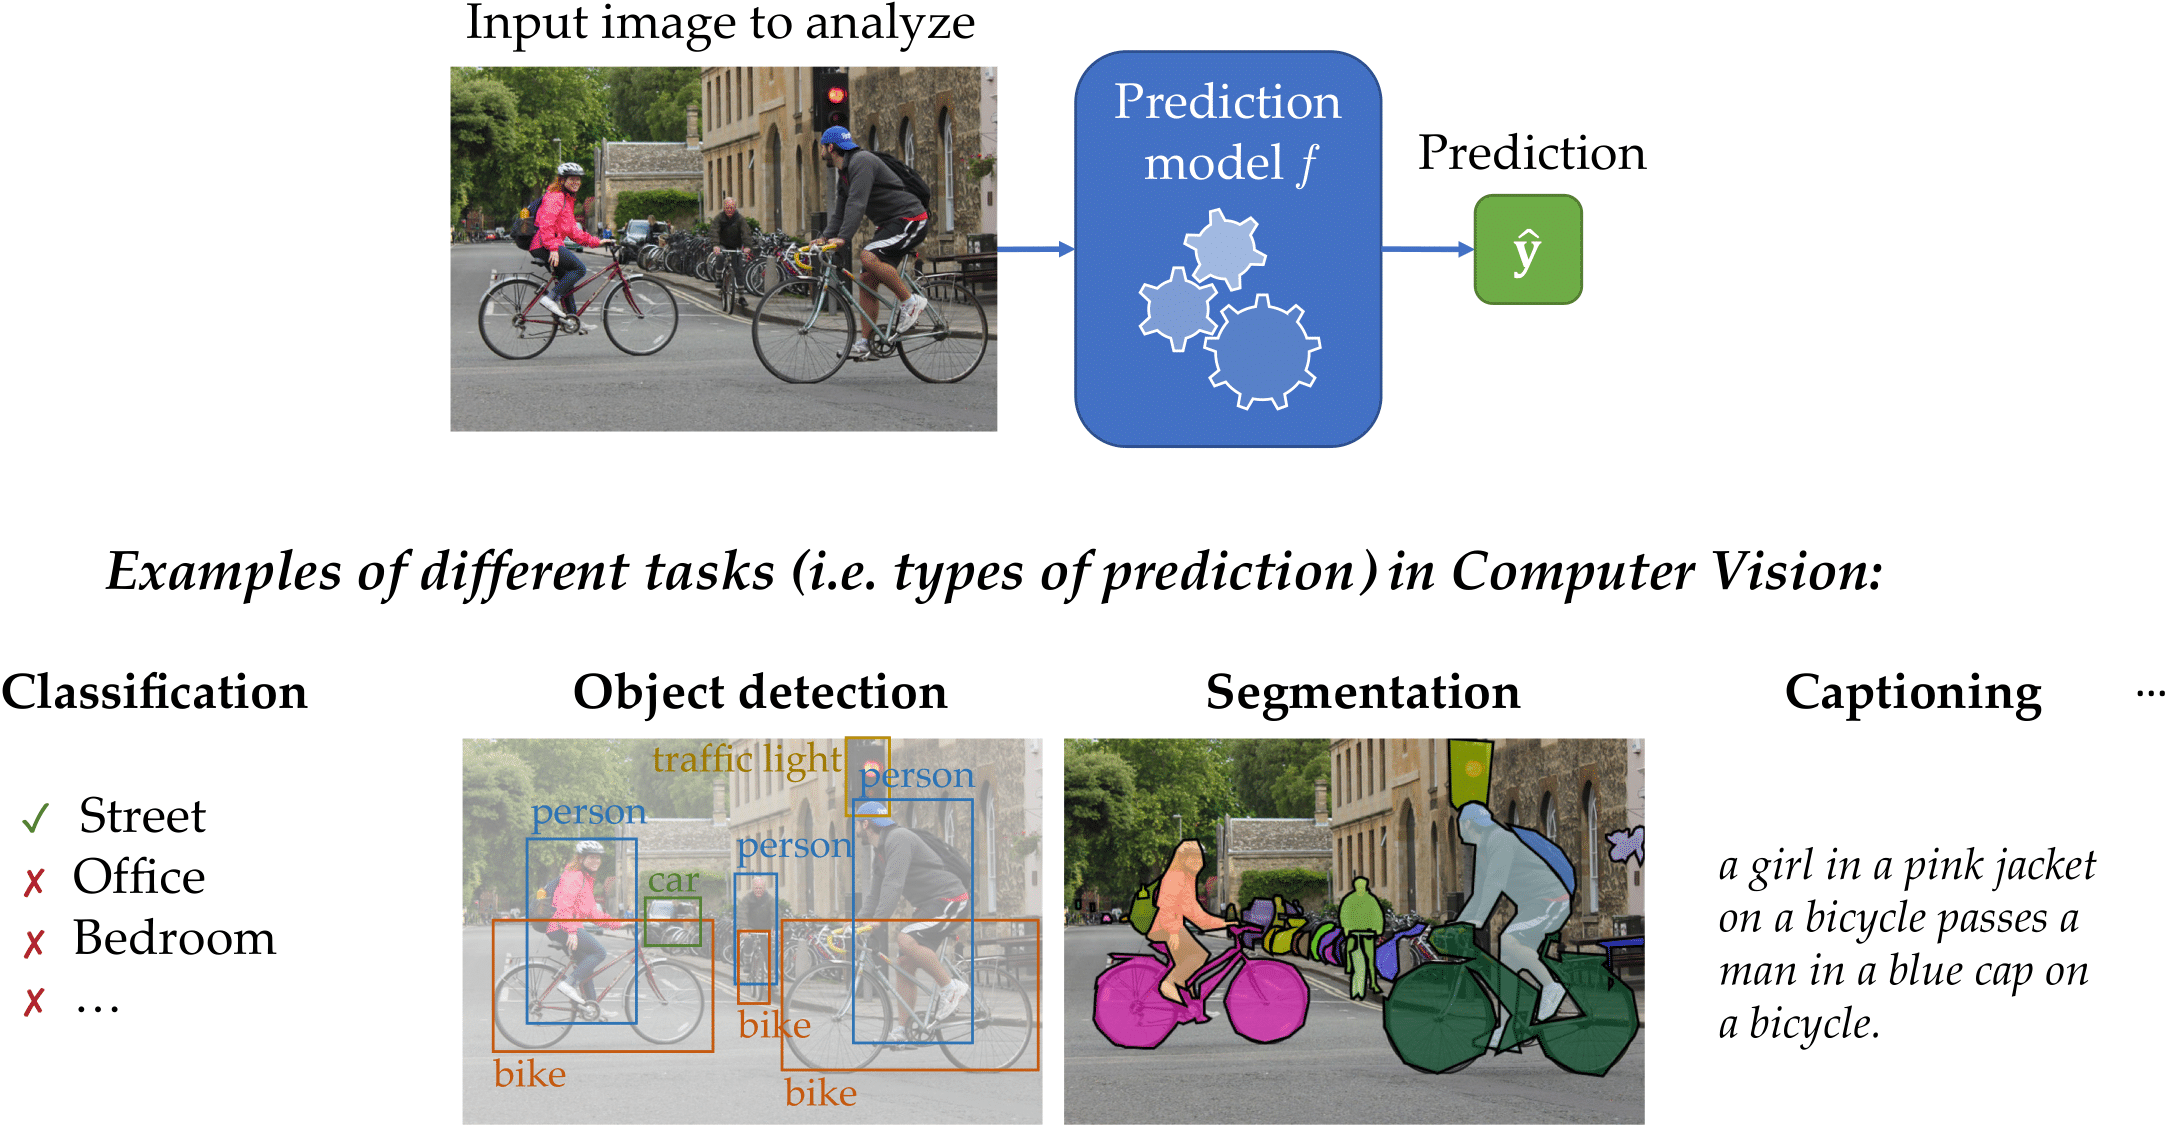 Input image to analyze
Prediction
model f
Prediction
ŷ
Examples of different tasks (i.e. types of prediction) in Computer Vision:
Classification
Object detection
Segmentation
Captioning
...
✓ Street
✗ Office
✗ Bedroom
✗ ...
traffic light
person
person
person
car
bike
bike
bike
a girl in a pink jacket
on a bicycle passes a
man in a blue cap on
a bicycle.